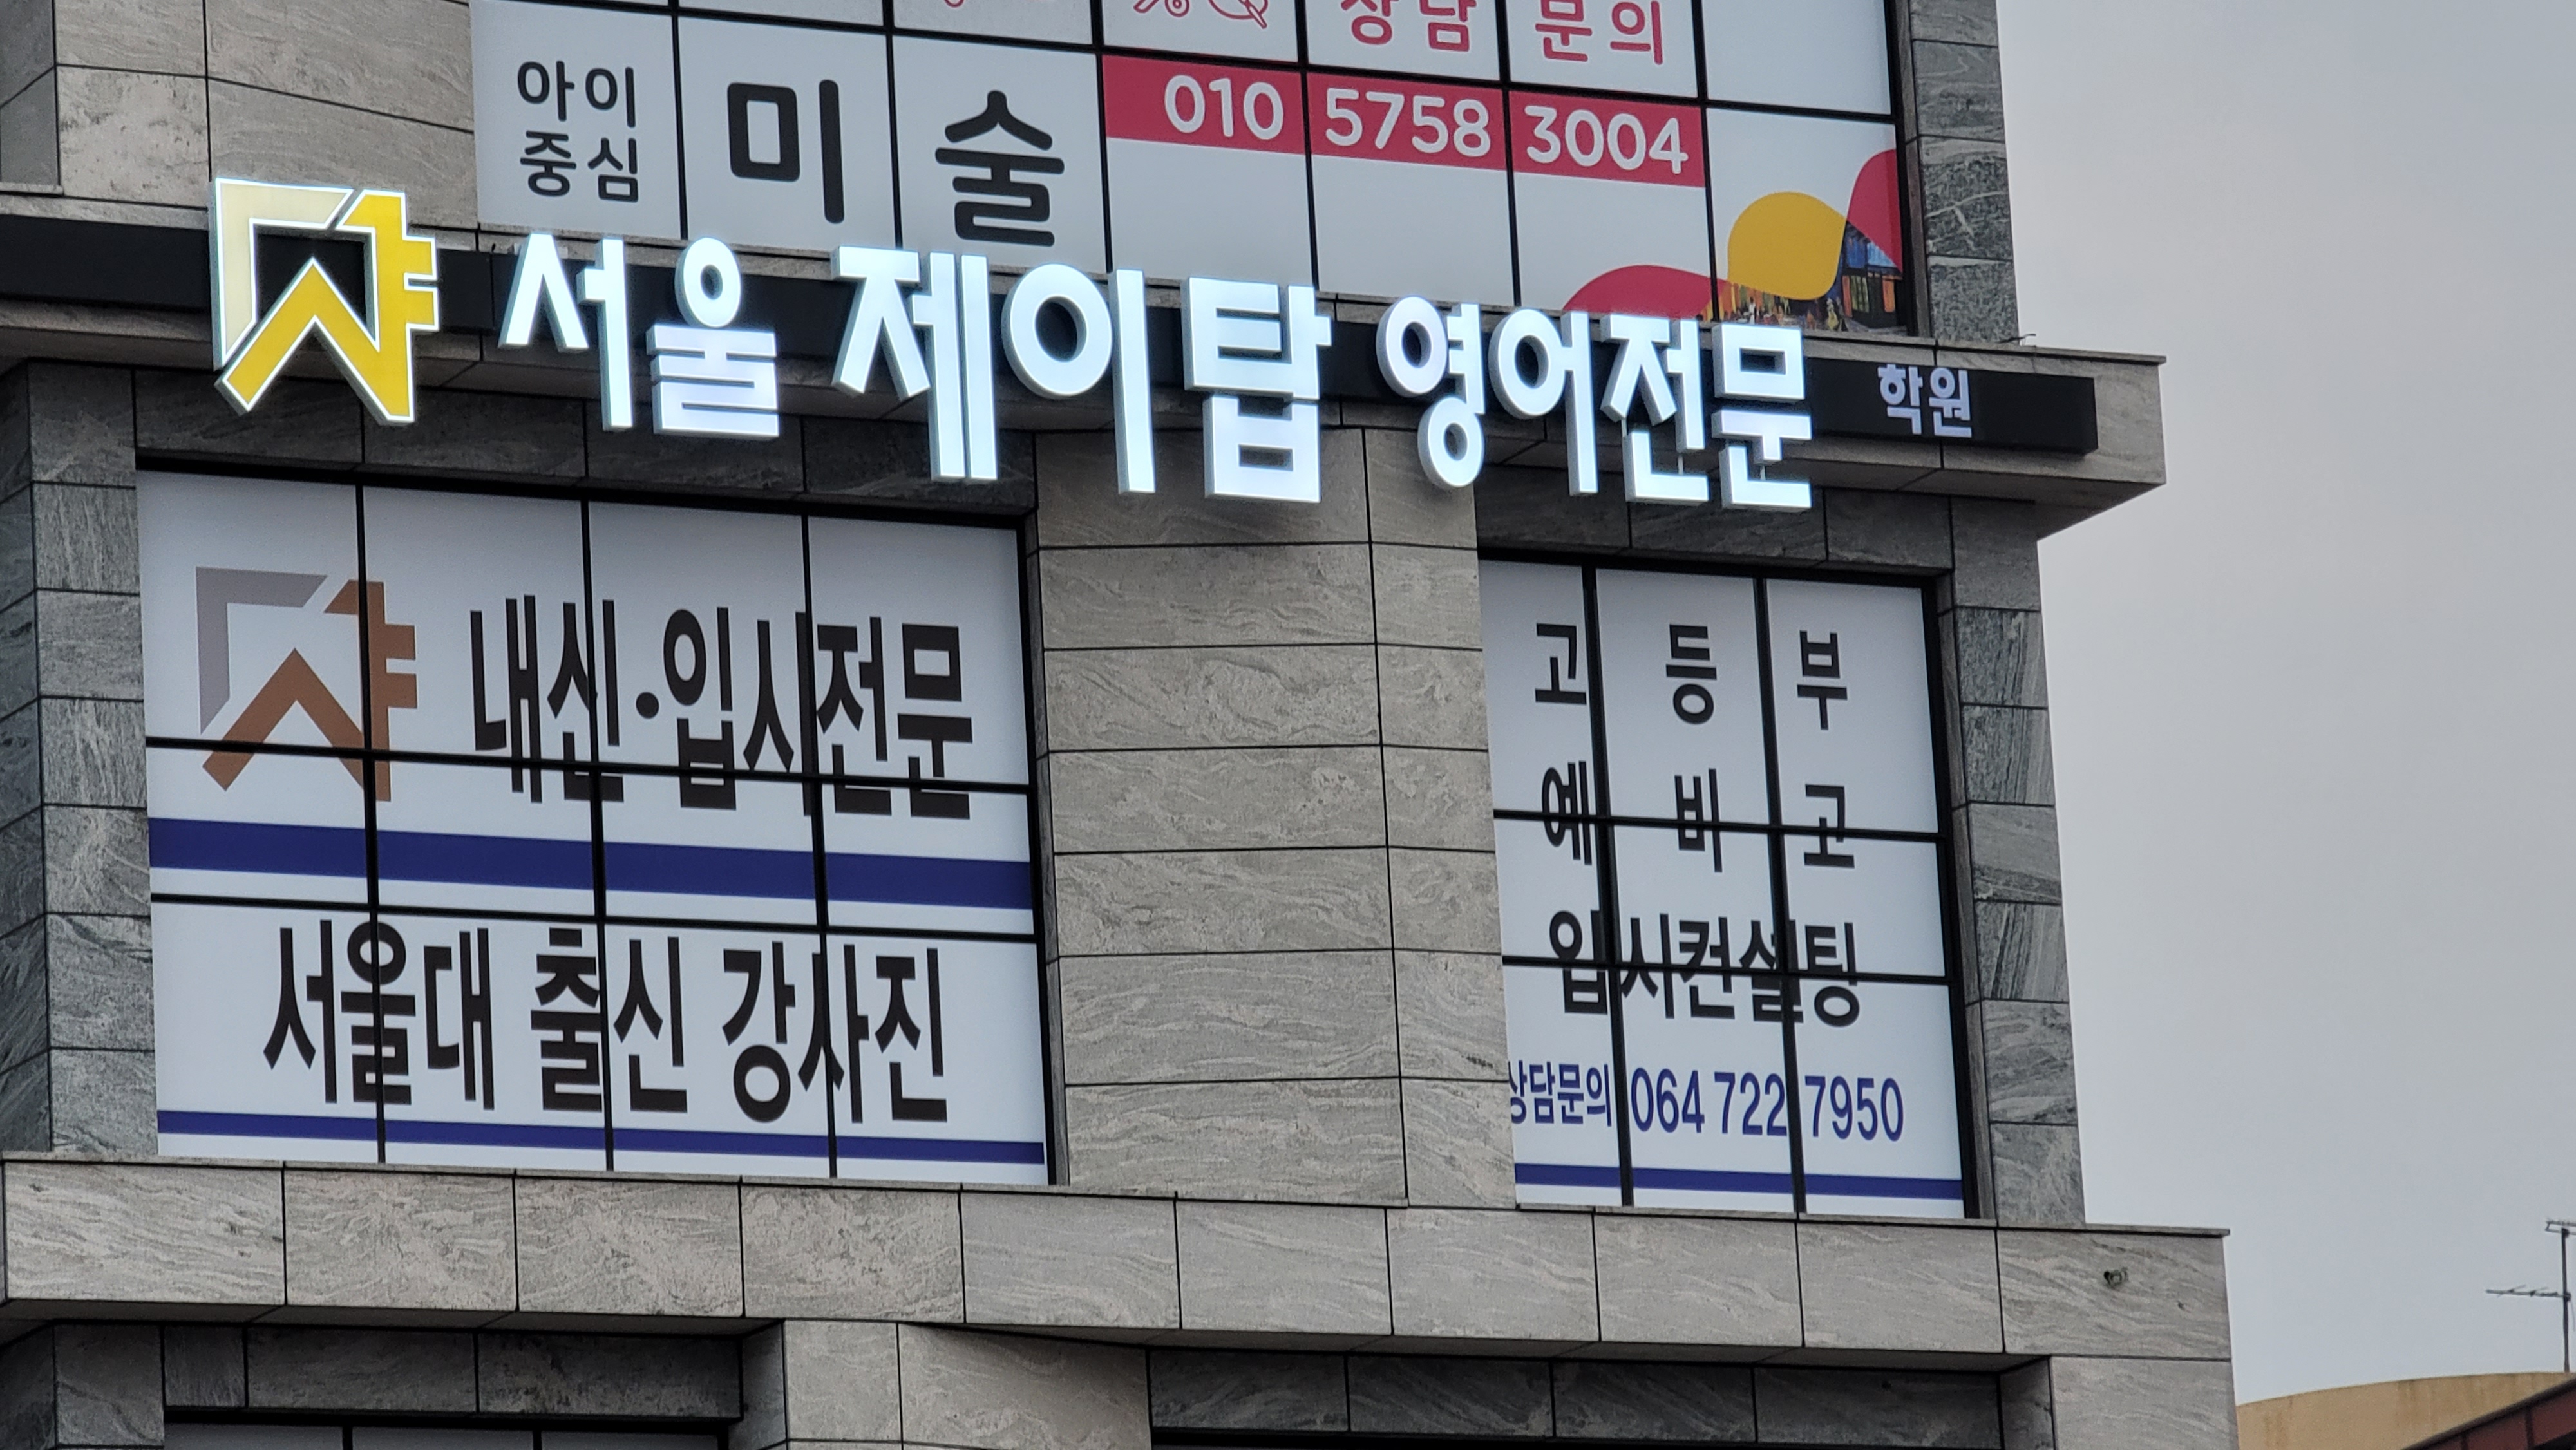 상담 문의
아이 중심
미술
010 5758 3004
서울 제이탑 영어전문 학원
내신·입시전문
서울대 출신 강사진
고등부
예비고
입시컨설팅
상담문의 064 722 7950